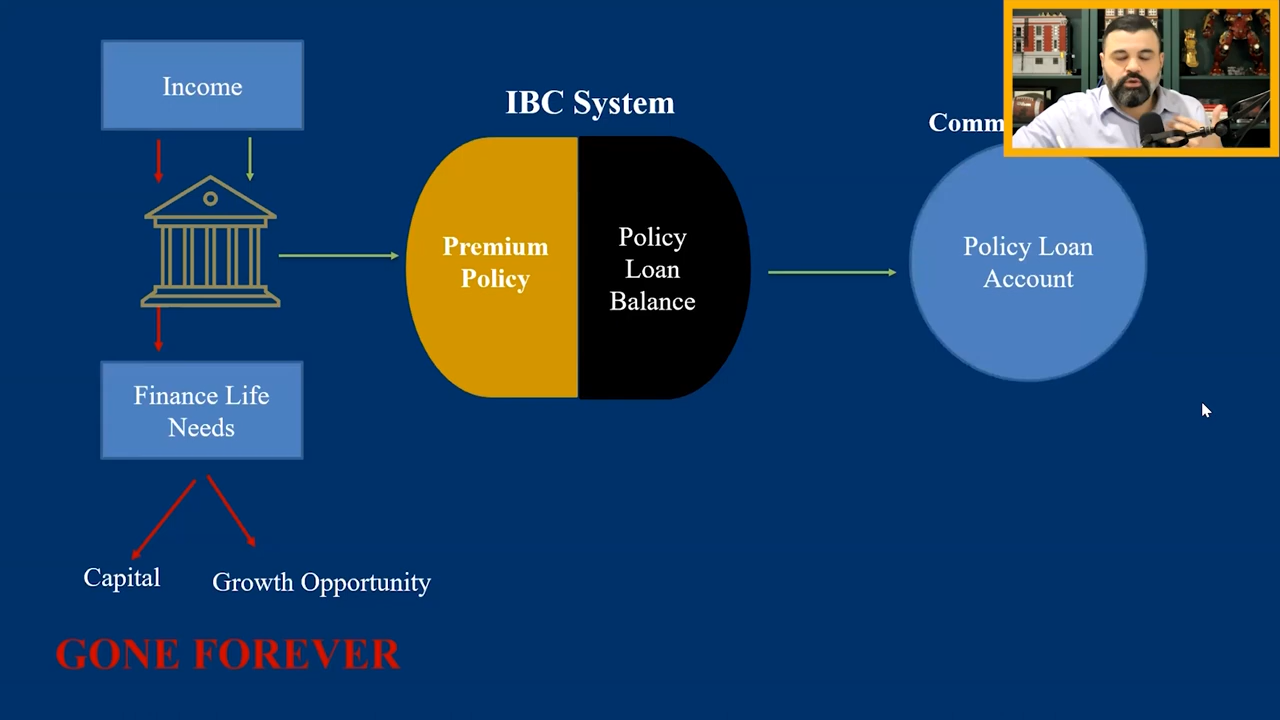 Income
IBC System
Comm
Premium
Policy
Policy
Loan
Balance
Policy Loan
Account
Finance Life
Needs
Capital
Growth Opportunity
GONE FOREVER